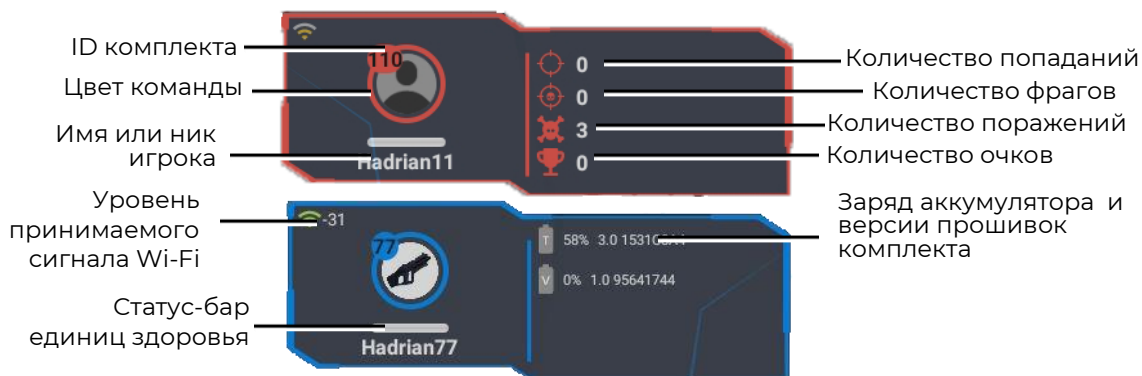 ID комплекта
Цвет команды
Имя или ник
игрока
110
Hadrian11
0
0
3
0
Количество попаданий
Количество фрагов
Количество поражений
Количество очков
Уровень
принимаемого
сигнала Wi-Fi
Статус-бар
единиц здоровья
-31
77
Hadrian77
T 58% 3.0
V 0% 1.0 95641744
Заряд аккумулятора и
версии прошивок
комплекта